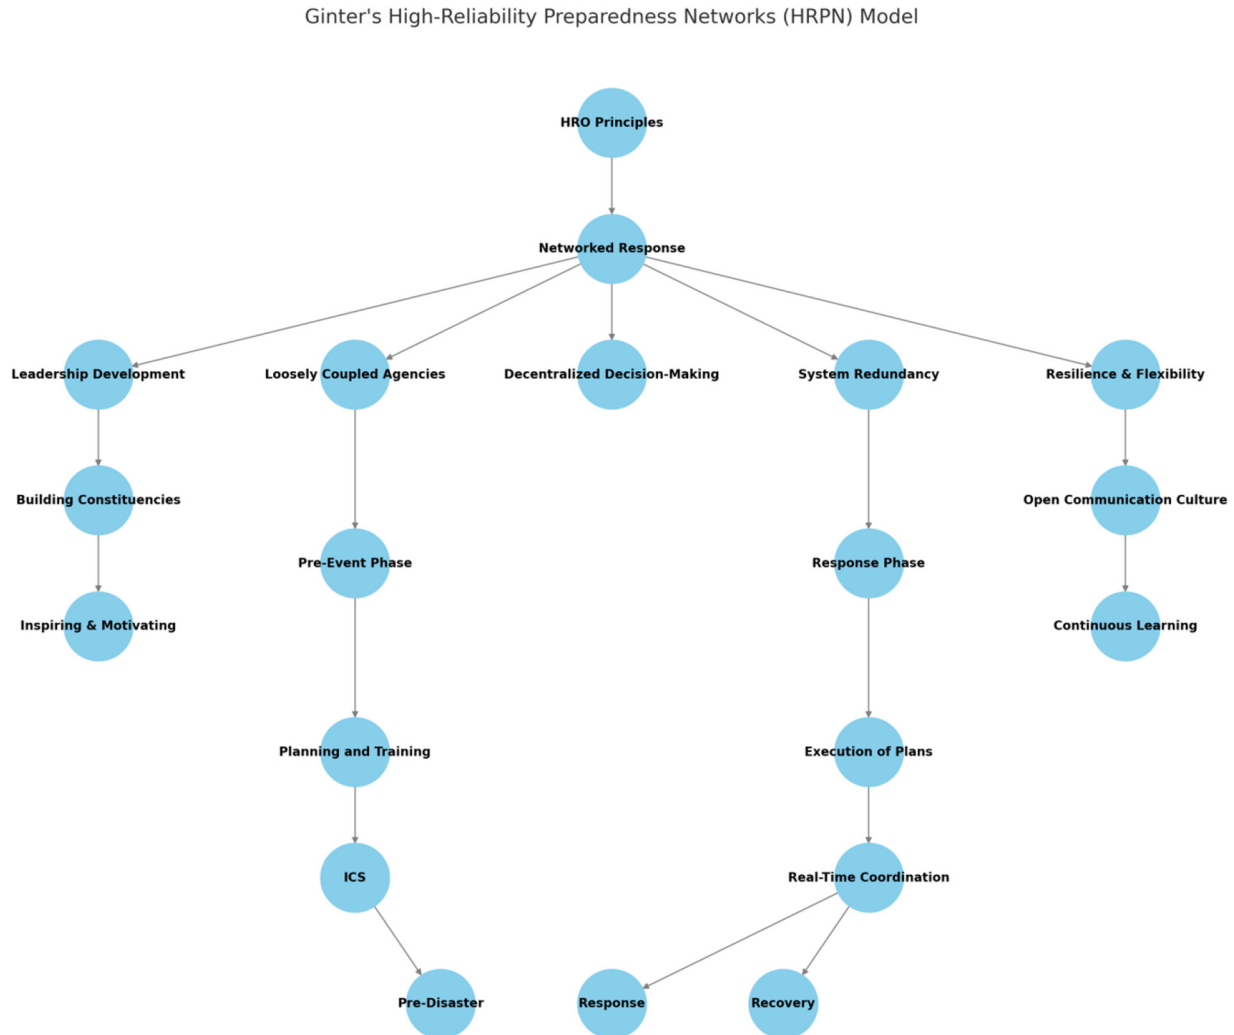 Ginter's High-Reliability Preparedness Networks (HRPN) Model
HRO Principles
Networked Response
Leadership Development
Loosely Coupled Agencies
Decentralized Decision-Making
System Redundancy
Resilience & Flexibility
Building Constituencies
Open Communication Culture
Pre-Event Phase
Response Phase
Inspiring & Motivating
Continuous Learning
Planning and Training
Execution of Plans
ICS
Real-Time Coordination
Pre-Disaster
Response
Recovery